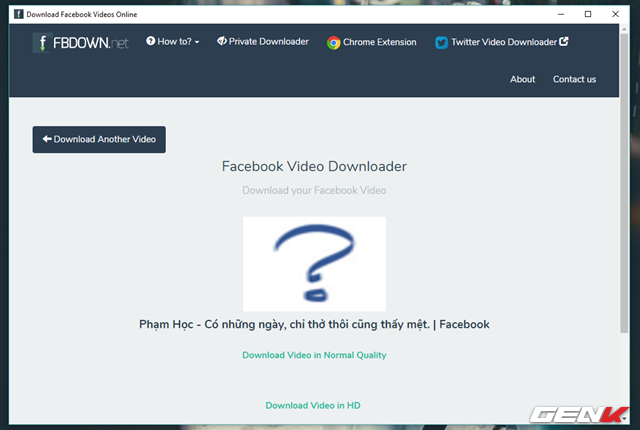 Download Facebook Videos Online
FBDOWN.net
How to?
Private Downloader
Chrome Extension
Twitter Video Downloader
About
Contact us
Download Another Video
Facebook Video Downloader
Download your Facebook Video
?
Phạm Học - Có những ngày, chỉ thở thôi cũng thấy mệt. | Facebook
Download Video in Normal Quality
Download Video in HD
GENK